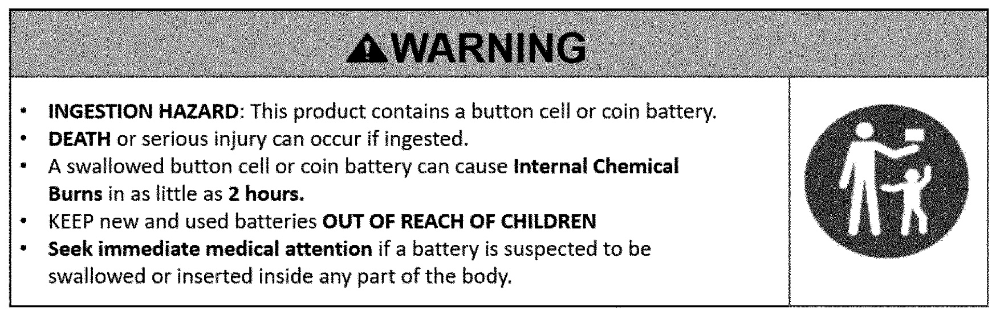 ⚠WARNING
• INGESTION HAZARD: This product contains a button cell or coin battery.
• DEATH or serious injury can occur if ingested.
• A swallowed button cell or coin battery can cause Internal Chemical
Burns in as little as 2 hours.
• KEEP new and used batteries OUT OF REACH OF CHILDREN
• Seek immediate medical attention if a battery is suspected to be
swallowed or inserted inside any part of the body.